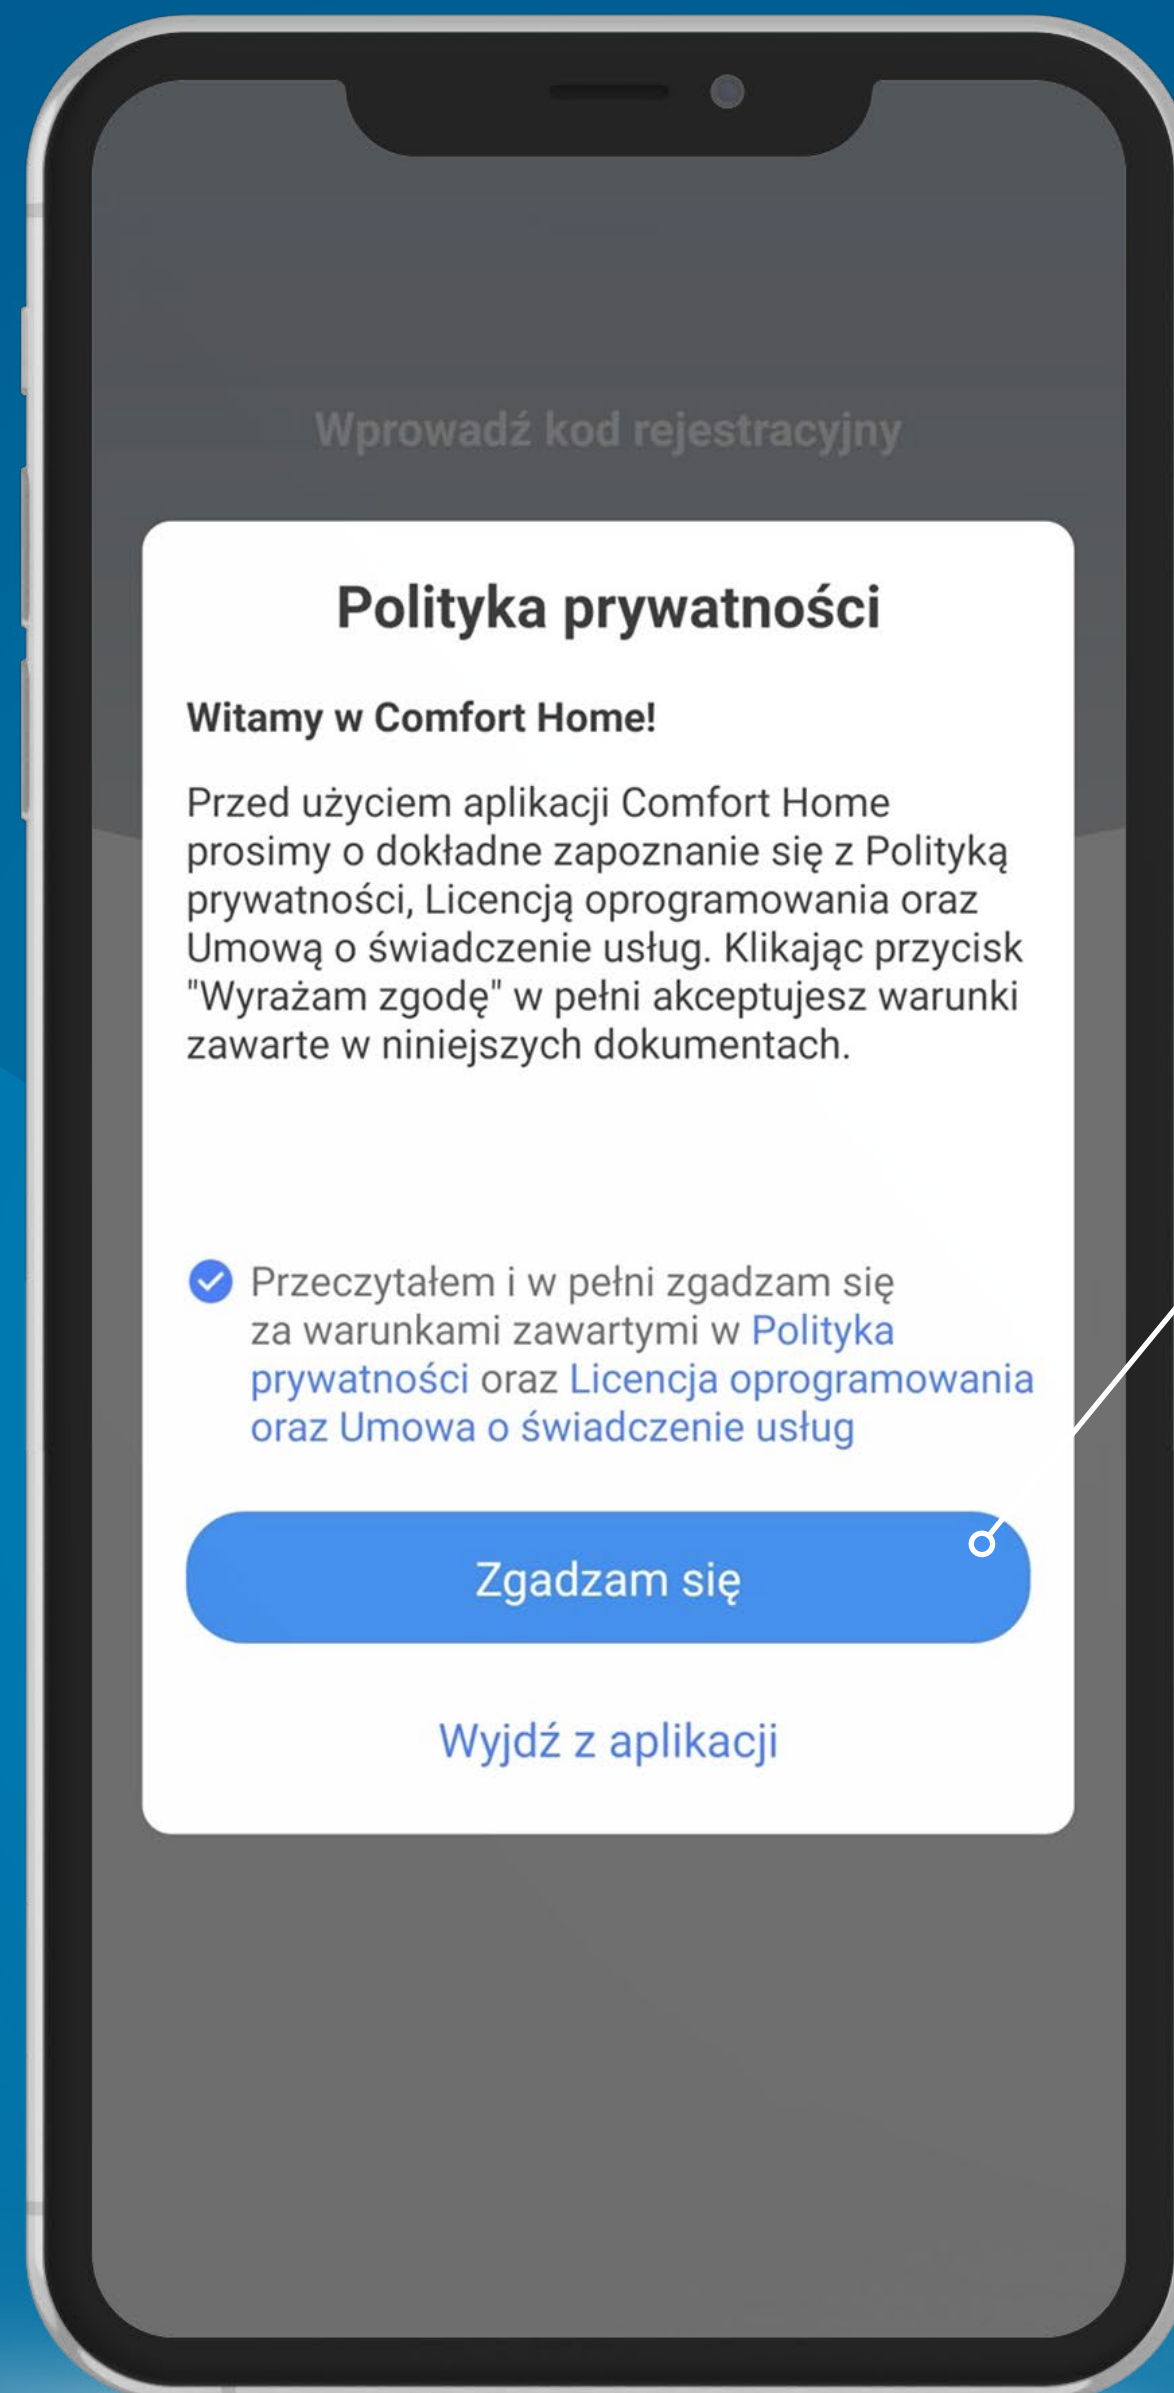 Wprowadź kod rejestracyjny
Polityka prywatności
Witamy w Comfort Home!
Przed użyciem aplikacji Comfort Home
prosimy o dokładne zapoznanie się z Polityką
prywatności, Licencją oprogramowania oraz
Umową o świadczenie usług. Klikając przycisk
"Wyrażam zgodę" w pełni akceptujesz warunki
zawarte w niniejszych dokumentach.
Przeczytałem i w pełni zgadzam się
za warunkami zawartymi w Polityka
prywatności oraz Licencja oprogramowania
oraz Umowa o świadczenie usług
Zgadzam się
Wyjdź z aplikacji